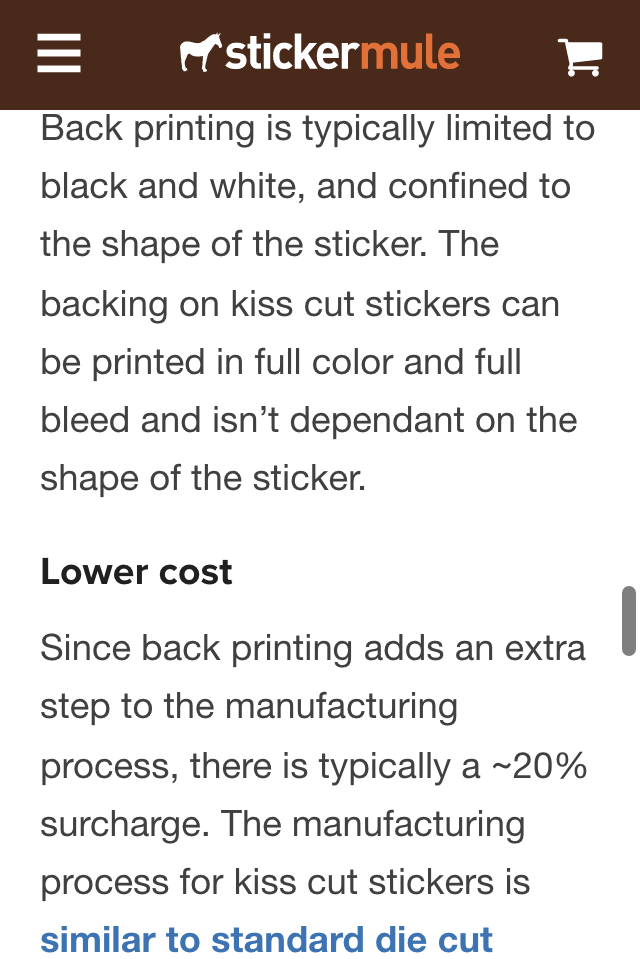 stickermule
Back printing is typically limited to
black and white, and confined to
the shape of the sticker. The
backing on kiss cut stickers can
be printed in full color and full
bleed and isn’t dependant on the
shape of the sticker.
Lower cost
Since back printing adds an extra
step to the manufacturing
process, there is typically a ~20%
surcharge. The manufacturing
process for kiss cut stickers is
similar to standard die cut